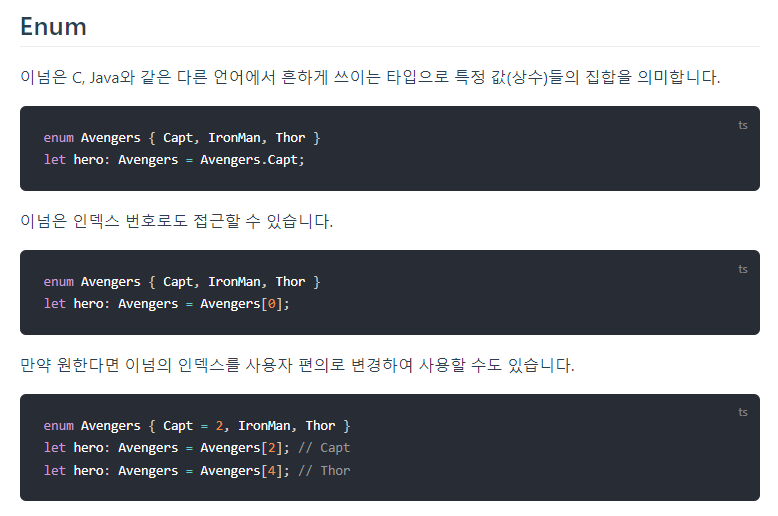 Enum
이넘은 C, Java와 같은 다른 언어에서 흔하게 쓰이는 타입으로 특정 값(상수)들의 집합을 의미합니다.
ts
enum Avengers { Capt, IronMan, Thor }
let hero: Avengers = Avengers.Capt;
이넘은 인덱스 번호로도 접근할 수 있습니다.
ts
enum Avengers { Capt, IronMan, Thor }
let hero: Avengers = Avengers[0];
만약 원한다면 이넘의 인덱스를 사용자 편의로 변경하여 사용할 수도 있습니다.
ts
enum Avengers { Capt = 2, IronMan, Thor }
let hero: Avengers = Avengers[2]; // Capt
let hero: Avengers = Avengers[4]; // Thor